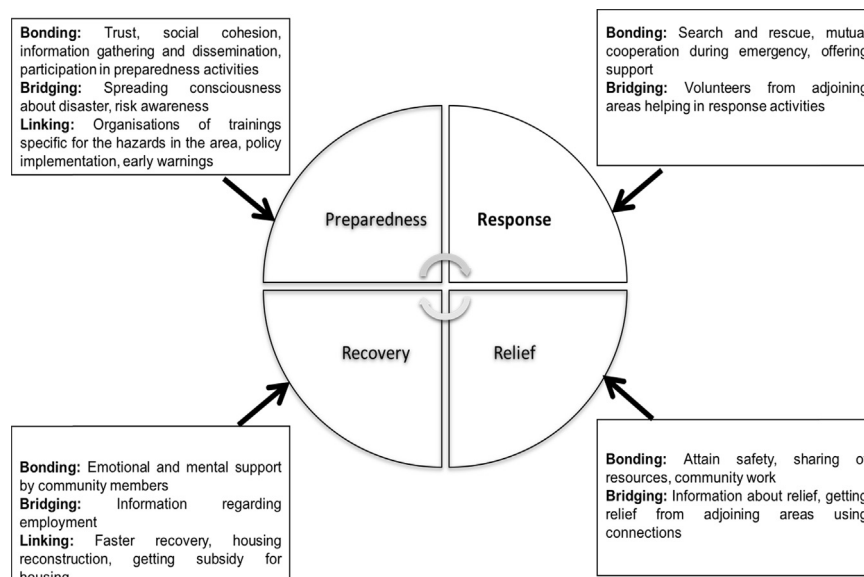 Bonding: Trust, social cohesion,
information gathering and dissemination,
participation in preparedness activities
Bridging: Spreading consciousness
about disaster, risk awareness
Linking: Organisations of trainings
specific for the hazards in the area, policy
implementation, early warnings
Bonding: Search and rescue, mutual
cooperation during emergency, offering
support
Bridging: Volunteers from adjoining
areas helping in response activities
Preparedness
Response
Recovery
Relief
Bonding: Emotional and mental support
by community members
Bridging: Information regarding
employment
Linking: Faster recovery, housing
reconstruction, getting subsidy for
housing
Bonding: Attain safety, sharing of
resources, community work
Bridging: Information about relief, getting
relief from adjoining areas using
connections